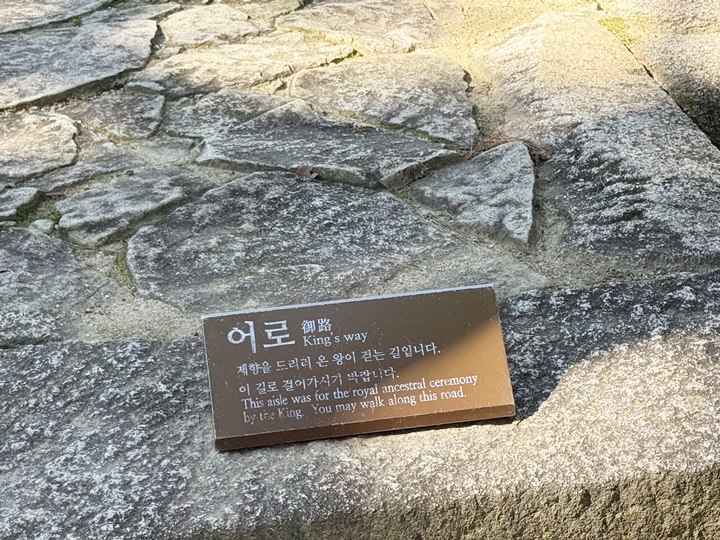 어로 御路
King's way
제향을 드리러 온 왕이 걷는 길입니다.
이 길로 걸어가시기 바랍니다.
This aisle was for the royal ancestral ceremony
by the King. You may walk along this road.